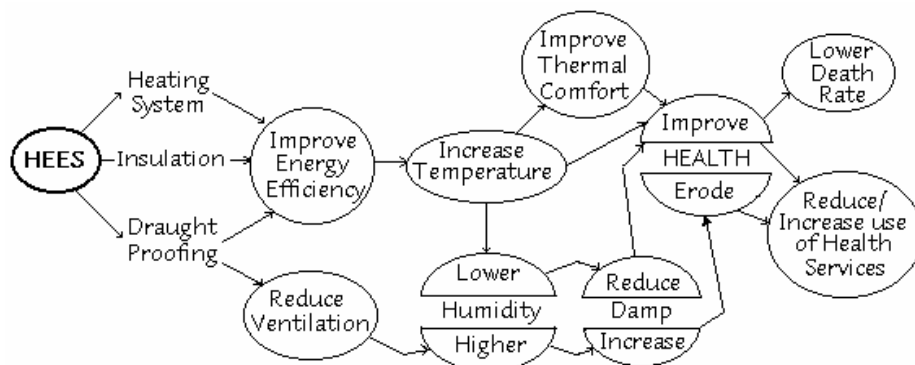 HEES
Heating
System
Insulation
Draught
Proofing
Improve
Energy
Efficiency
Reduce
Ventilation
Increase
Temperature
Improve
Thermal
Comfort
Lower
Humidity
Higher
Reduce
Damp
Increase
Improve
HEALTH
Erode
Lower
Death
Rate
Reduce/
Increase use
of Health
Services